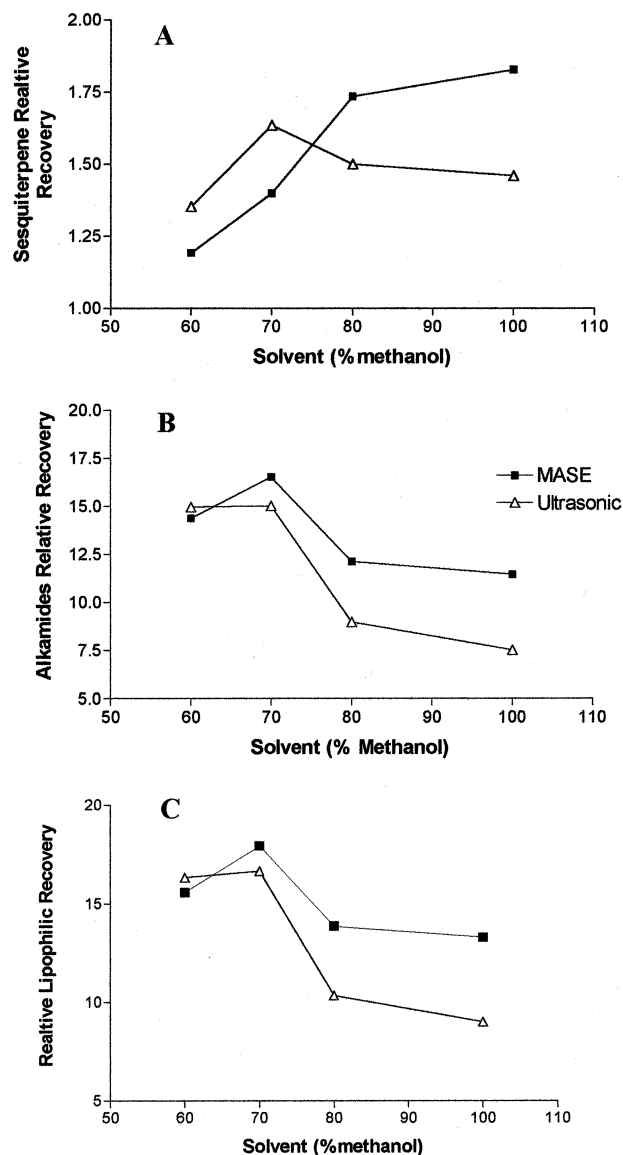 A
Sesquiterpene Realtive
Recovery
2.00
1.75
1.50
1.25
1.00
50 60 70 80 90 100 110
Solvent (%methanol)
B
Alkamides Relative Recovery
20.0
17.5
15.0
12.5
10.0
7.5
5.0
MASE
Ultrasonic
50 60 70 80 90 100 110
Solvent (% Methanol)
C
Realtive Lipophilic Recovery
20
15
10
5
50 60 70 80 90 100 110
Solvent (%methanol)